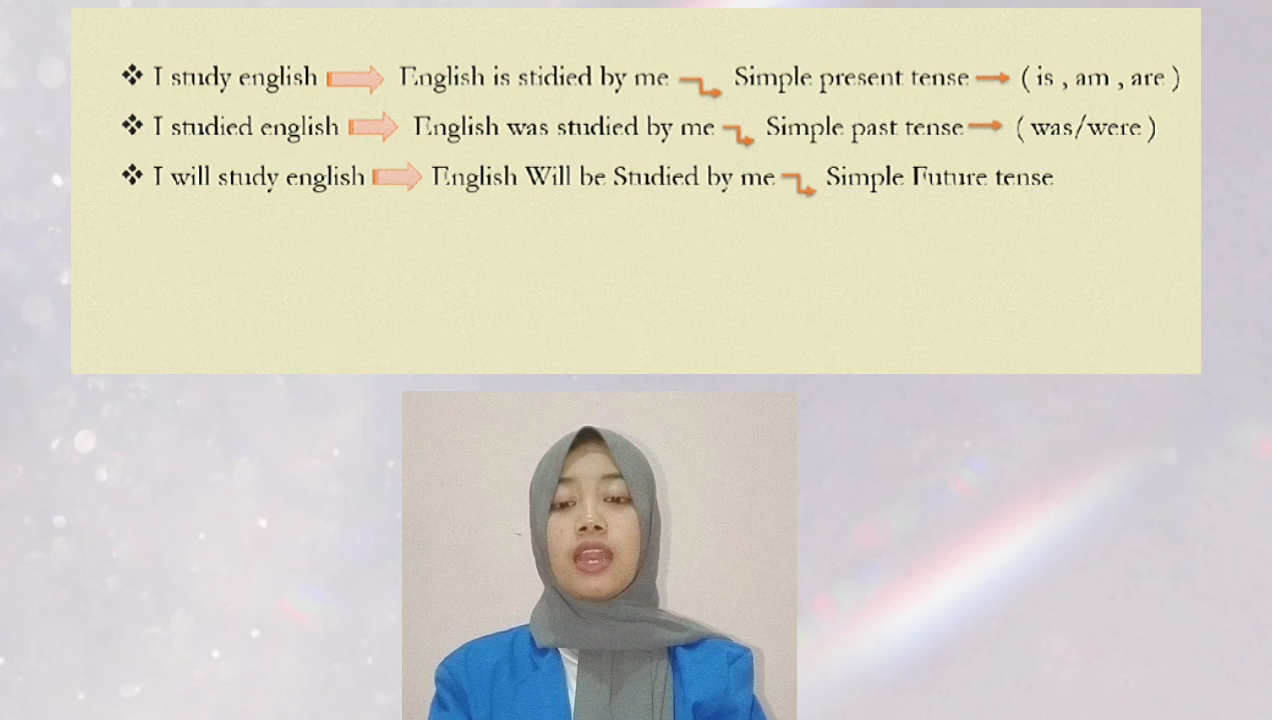 ❖ I study english ⇒ English is stidied by me → Simple present tense → ( is , am , are )
❖ I studied english ⇒ English was studied by me → Simple past tense → ( was/were )
❖ I will study english ⇒ English Will be Studied by me → Simple Future tense